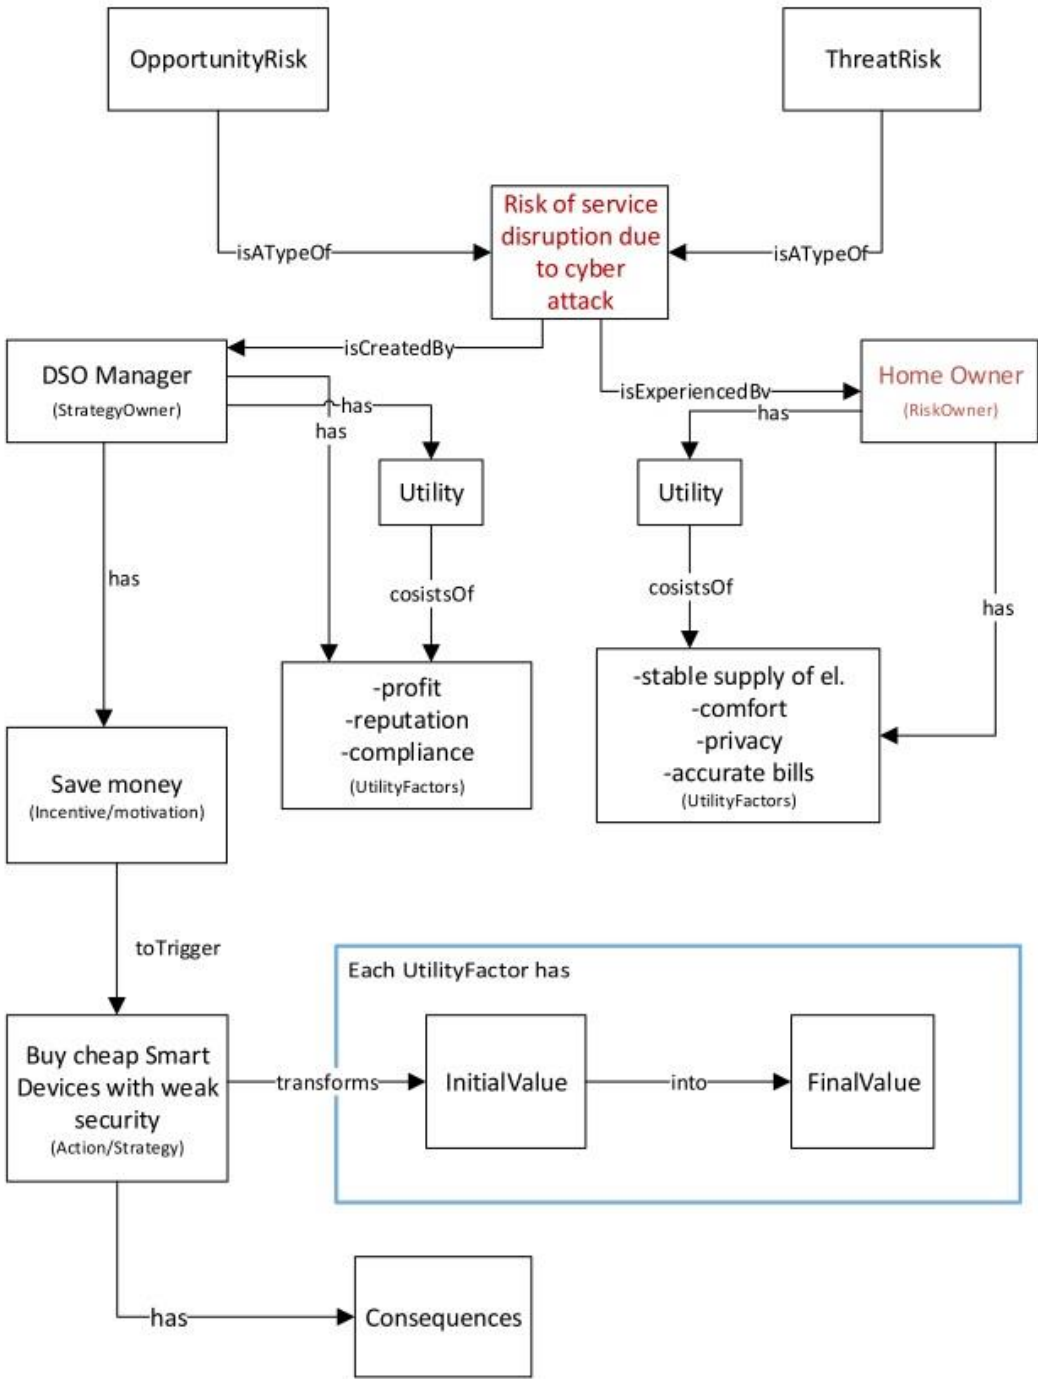 OpportunityRisk
ThreatRisk
Risk of service
disruption due
to cyber
attack
isATypeOf
isATypeOf
isCreatedBy
DSO Manager
(StrategyOwner)
isExperiencedBy
Home Owner
(RiskOwner)
has
has
has
Utility
Utility
has
cosistsOf
cosistsOf
has
-profit
-reputation
-compliance
(UtilityFactors)
-stable supply of el.
-comfort
-privacy
-accurate bills
(UtilityFactors)
Save money
(Incentive/motivation)
toTrigger
Each UtilityFactor has
Buy cheap Smart
Devices with weak
security
(Action/Strategy)
transforms
InitialValue
into
FinalValue
has
Consequences